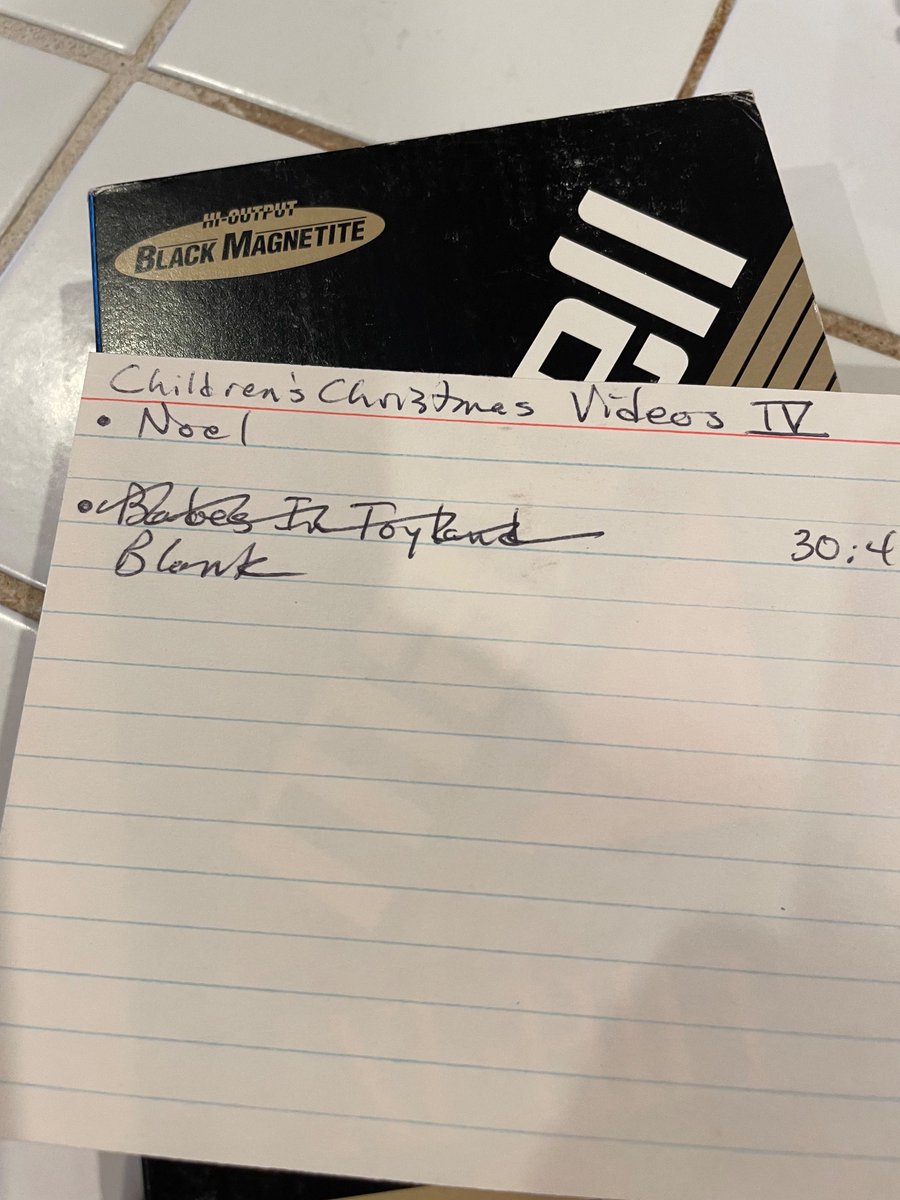 HI-OUTPUT
BLACK MAGNETITE
Children's Christmas Videos IV
• Noel
• Babes In Toyland 30:4
Blank